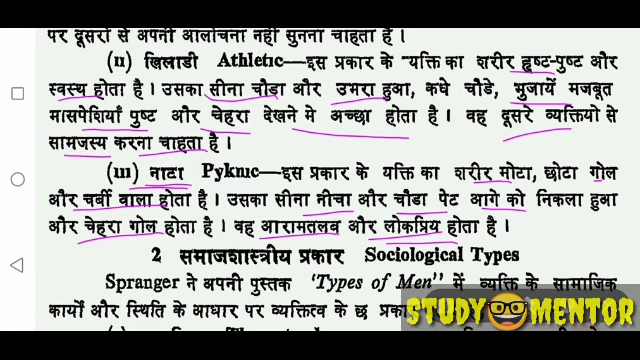 पर दूसरों से अपनी आलोचना नहीं सुनना चाहता है।
(ii) खिलाडी Athletic—इस प्रकार के व्यक्ति का शरीर हृष्ट-पुष्ट और
स्वस्थ होता है। उसका सीना चौडा और उभरा हुआ, कधे चौडे, भुजायें मजबूत
मासपेशियाँ पुष्ट और चेहरा देखने मे अच्छा होता है। वह दूसरे व्यक्तियो से
सामजस्य करना चाहता है।
(iii) नाटा Pyknic—इस प्रकार के व्यक्ति का शरीर मोटा, छोटा गोल
और चर्बी वाला होता है। उसका सीना नीचा और चौडा पेट आगे को निकला हुआ
और चेहरा गोल होता है। वह आरामतलब और लोकप्रिय होता है।
2 समाजशास्त्रीय प्रकार Sociological Types
Spranger ने अपनी पुस्तक 'Types of Men" में व्यक्ति के सामाजिक
कार्यों और स्थिति के आधार पर व्यक्तित्व के छ
STUDY MENTOR